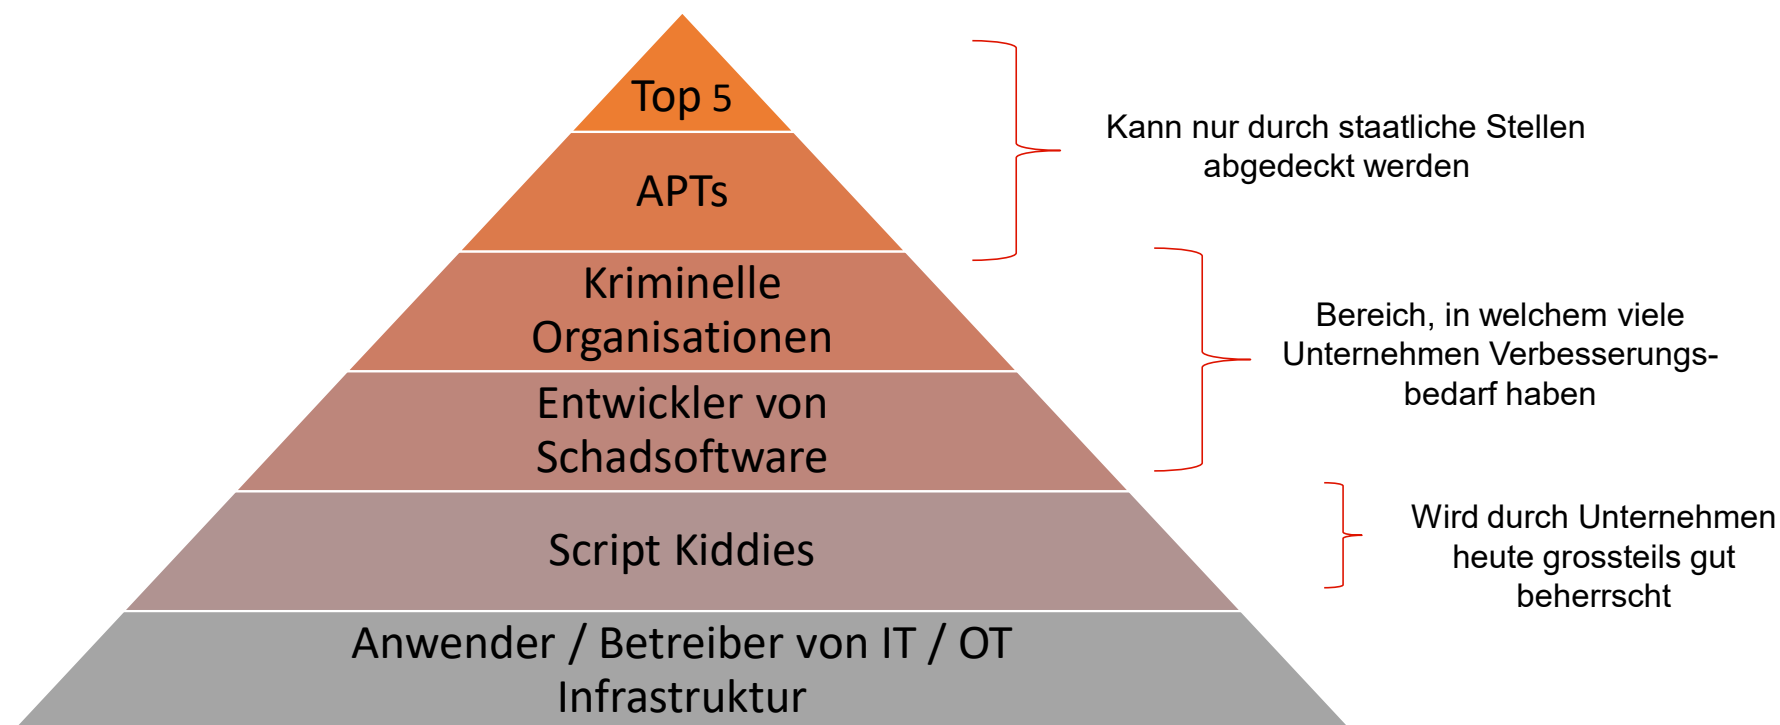 Top 5
APTs
Kriminelle
Organisationen
Entwickler von
Schadsoftware
Script Kiddies
Anwender / Betreiber von IT / OT
Infrastruktur
Kann nur durch staatliche Stellen
abgedeckt werden
Bereich, in welchem viele
Unternehmen Verbesserungs-
bedarf haben
Wird durch Unternehmen
heute grossteils gut
beherrscht